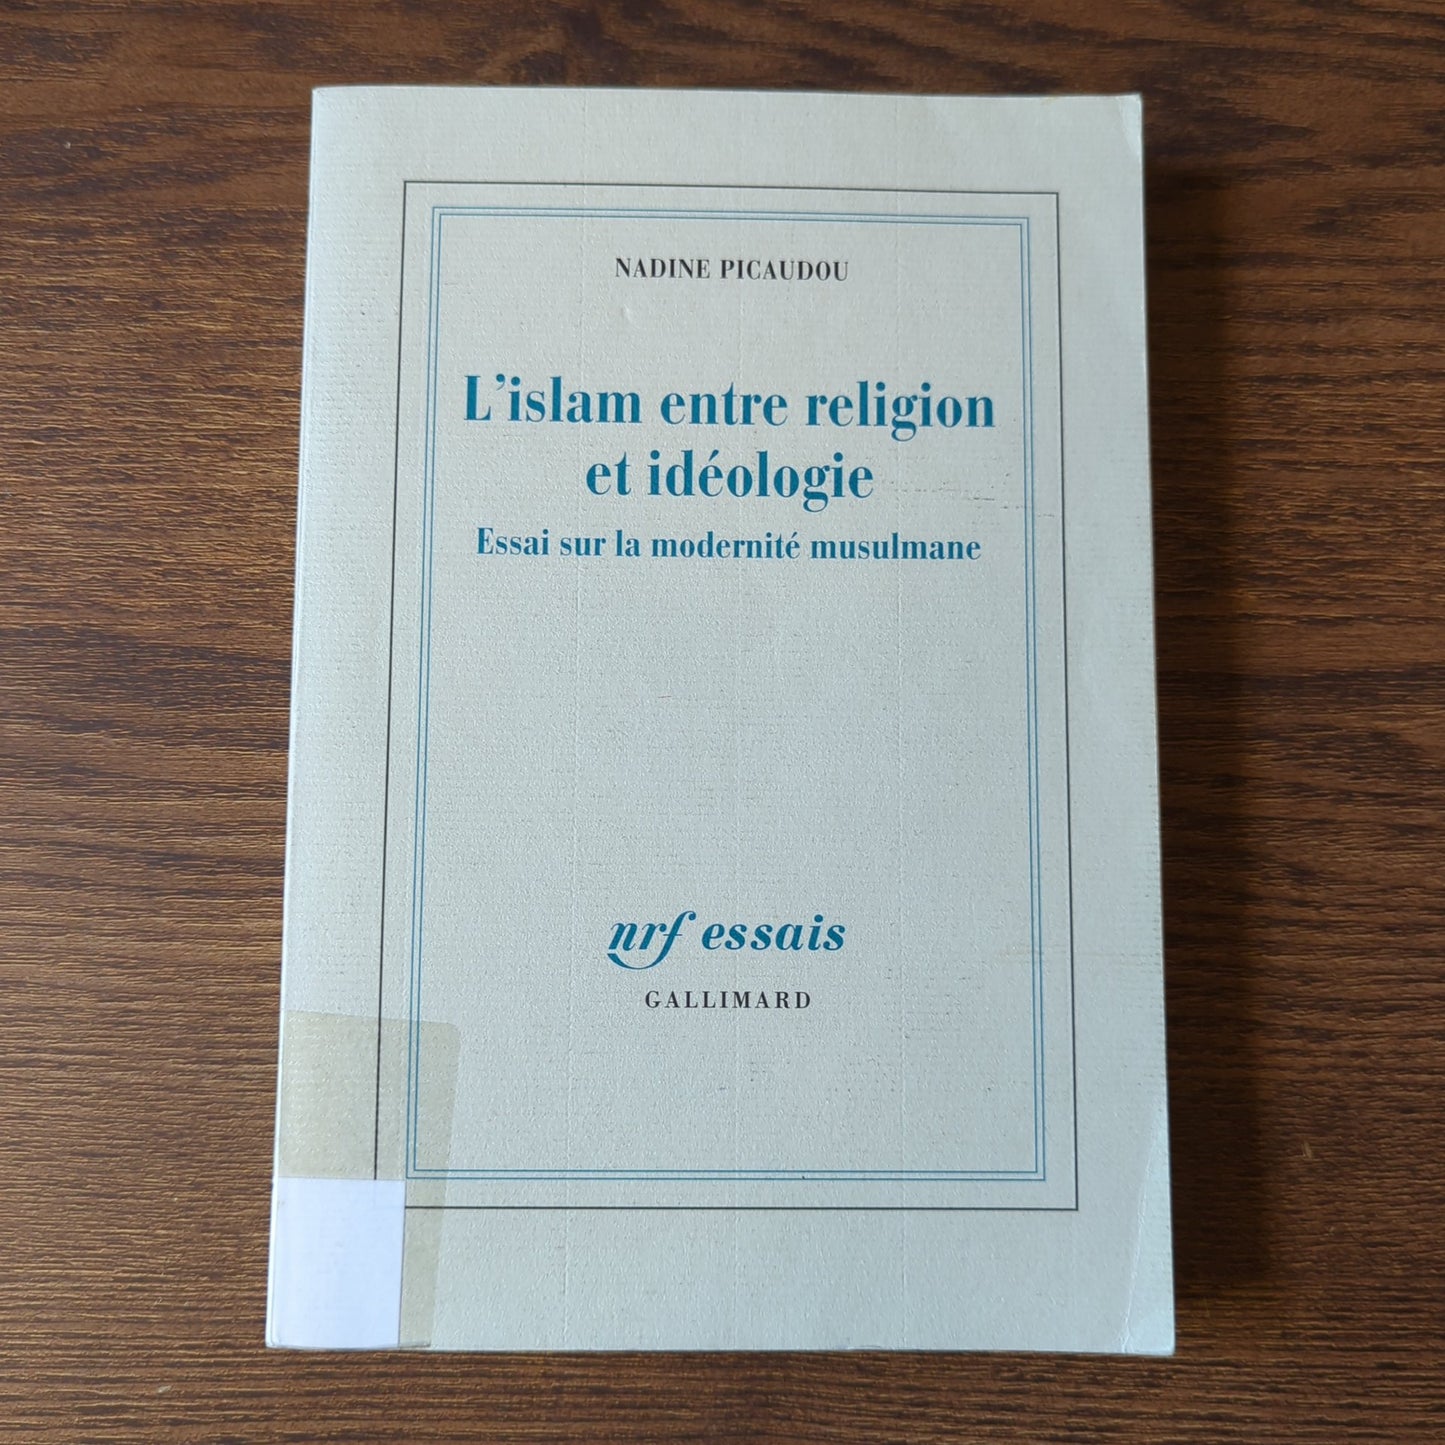 NADINE PICAUDOU
L'islam entre religion
et idéologie
Essai sur la modernité musulmane
nrf essais
GALLIMARD